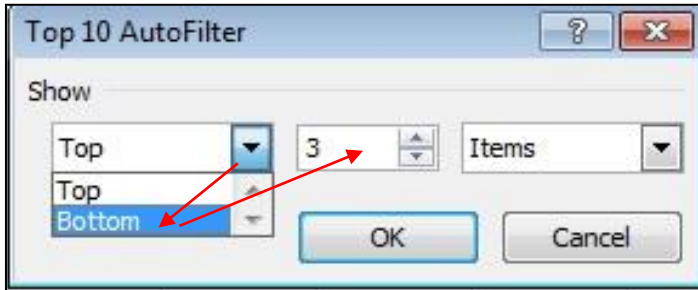 Top 10 AutoFilter ?
Show
Top 3 Items
Top
Bottom
OK Cancel